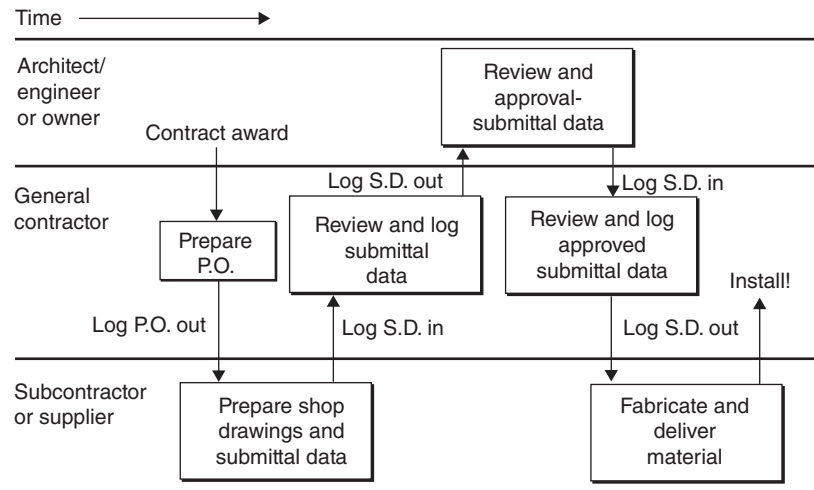 Time
Architect/
engineer
or owner
Contract award
Review and
approval-
submittal data
General
contractor
Prepare
P.O.
Log S.D. out
Review and log
submittal
data
Log S.D. in
Review and log
approved
submittal data
Install!
Log P.O. out
Log S.D. in
Log S.D. out
Subcontractor
or supplier
Prepare shop
drawings and
submittal data
Fabricate and
deliver
material